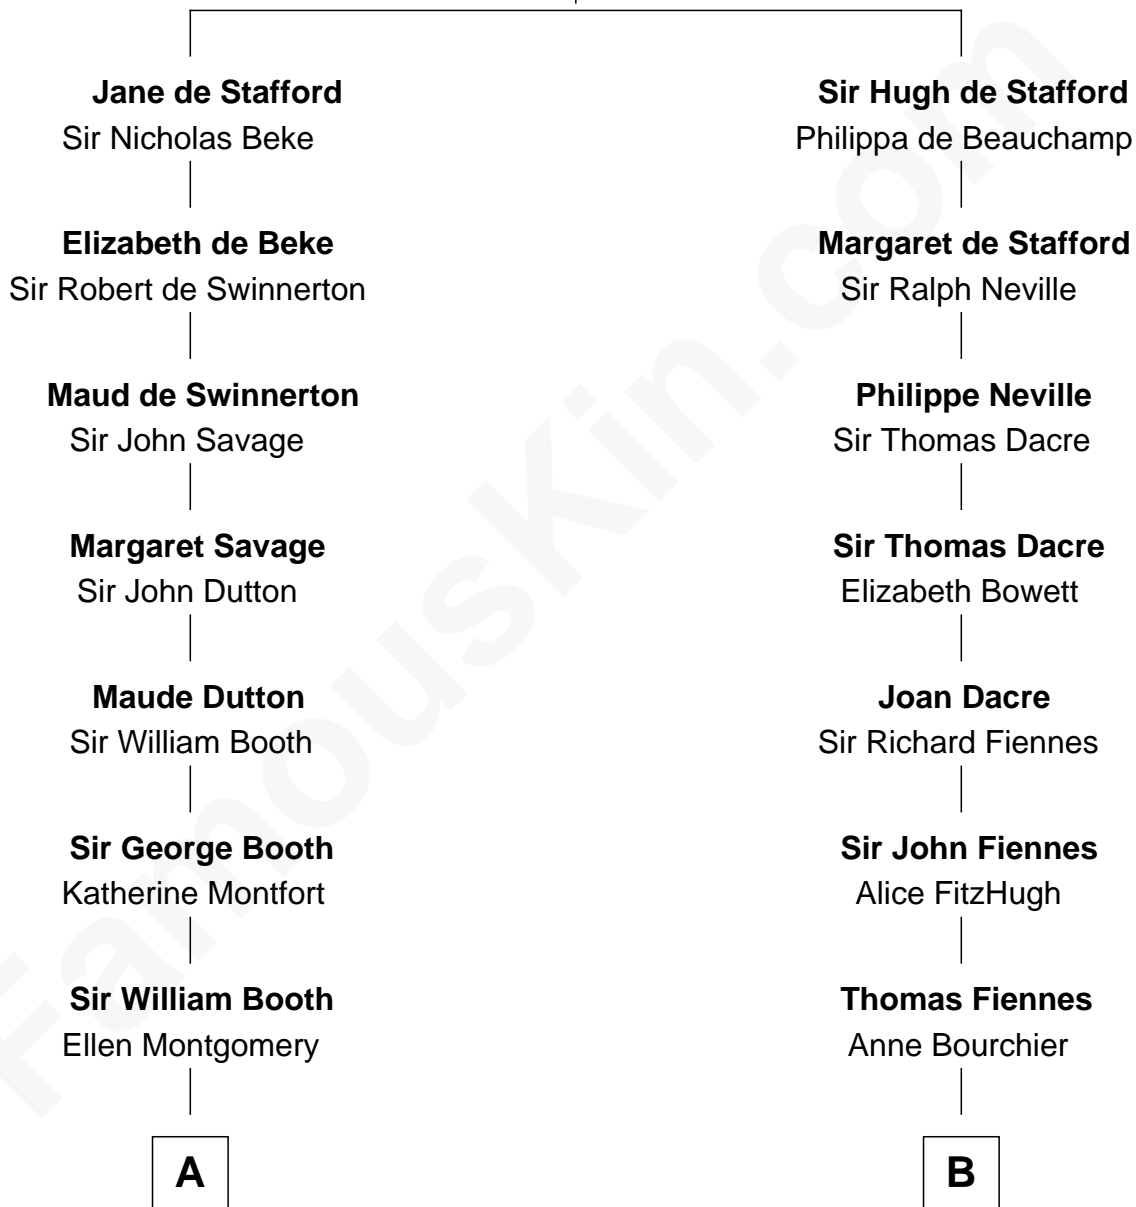 Jane de Stafford
Sir Nicholas Beke
Elizabeth de Beke
Sir Robert de Swinnerton
Maud de Swinnerton
Sir John Savage
Margaret Savage
Sir John Dutton
Maude Dutton
Sir William Booth
Sir George Booth
Katherine Montfort
Sir William Booth
Ellen Montgomery
A
Sir Hugh de Stafford
Philippa de Beauchamp
Margaret de Stafford
Sir Ralph Neville
Philippe Neville
Sir Thomas Dacre
Sir Thomas Dacre
Elizabeth Bowett
Joan Dacre
Sir Richard Fiennes
Sir John Fiennes
Alice FitzHugh
Thomas Fiennes
Anne Bourchier
B
FamousKin.com